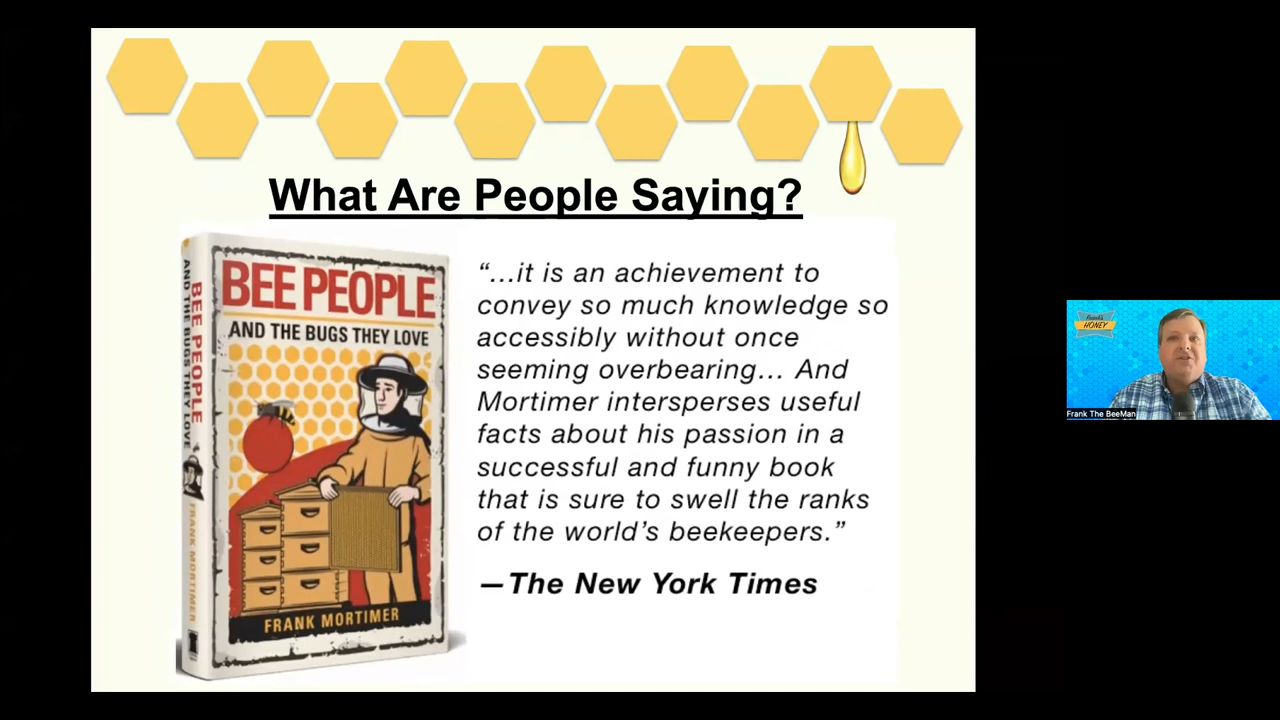 What Are People Saying?
BEE PEOPLE
AND THE BUGS THEY LOVE
FRANK MORTIMER
BEE PEOPLE
AND THE BUGS THEY LOVE
FRANK MORTIMER
“...it is an achievement to
convey so much knowledge so
accessibly without once
seeming overbearing... And
Mortimer intersperses useful
facts about his passion in a
successful and funny book
that is sure to swell the ranks
of the world’s beekeepers.”
—The New York Times
Frank's
HONEY
Frank The BeeMan